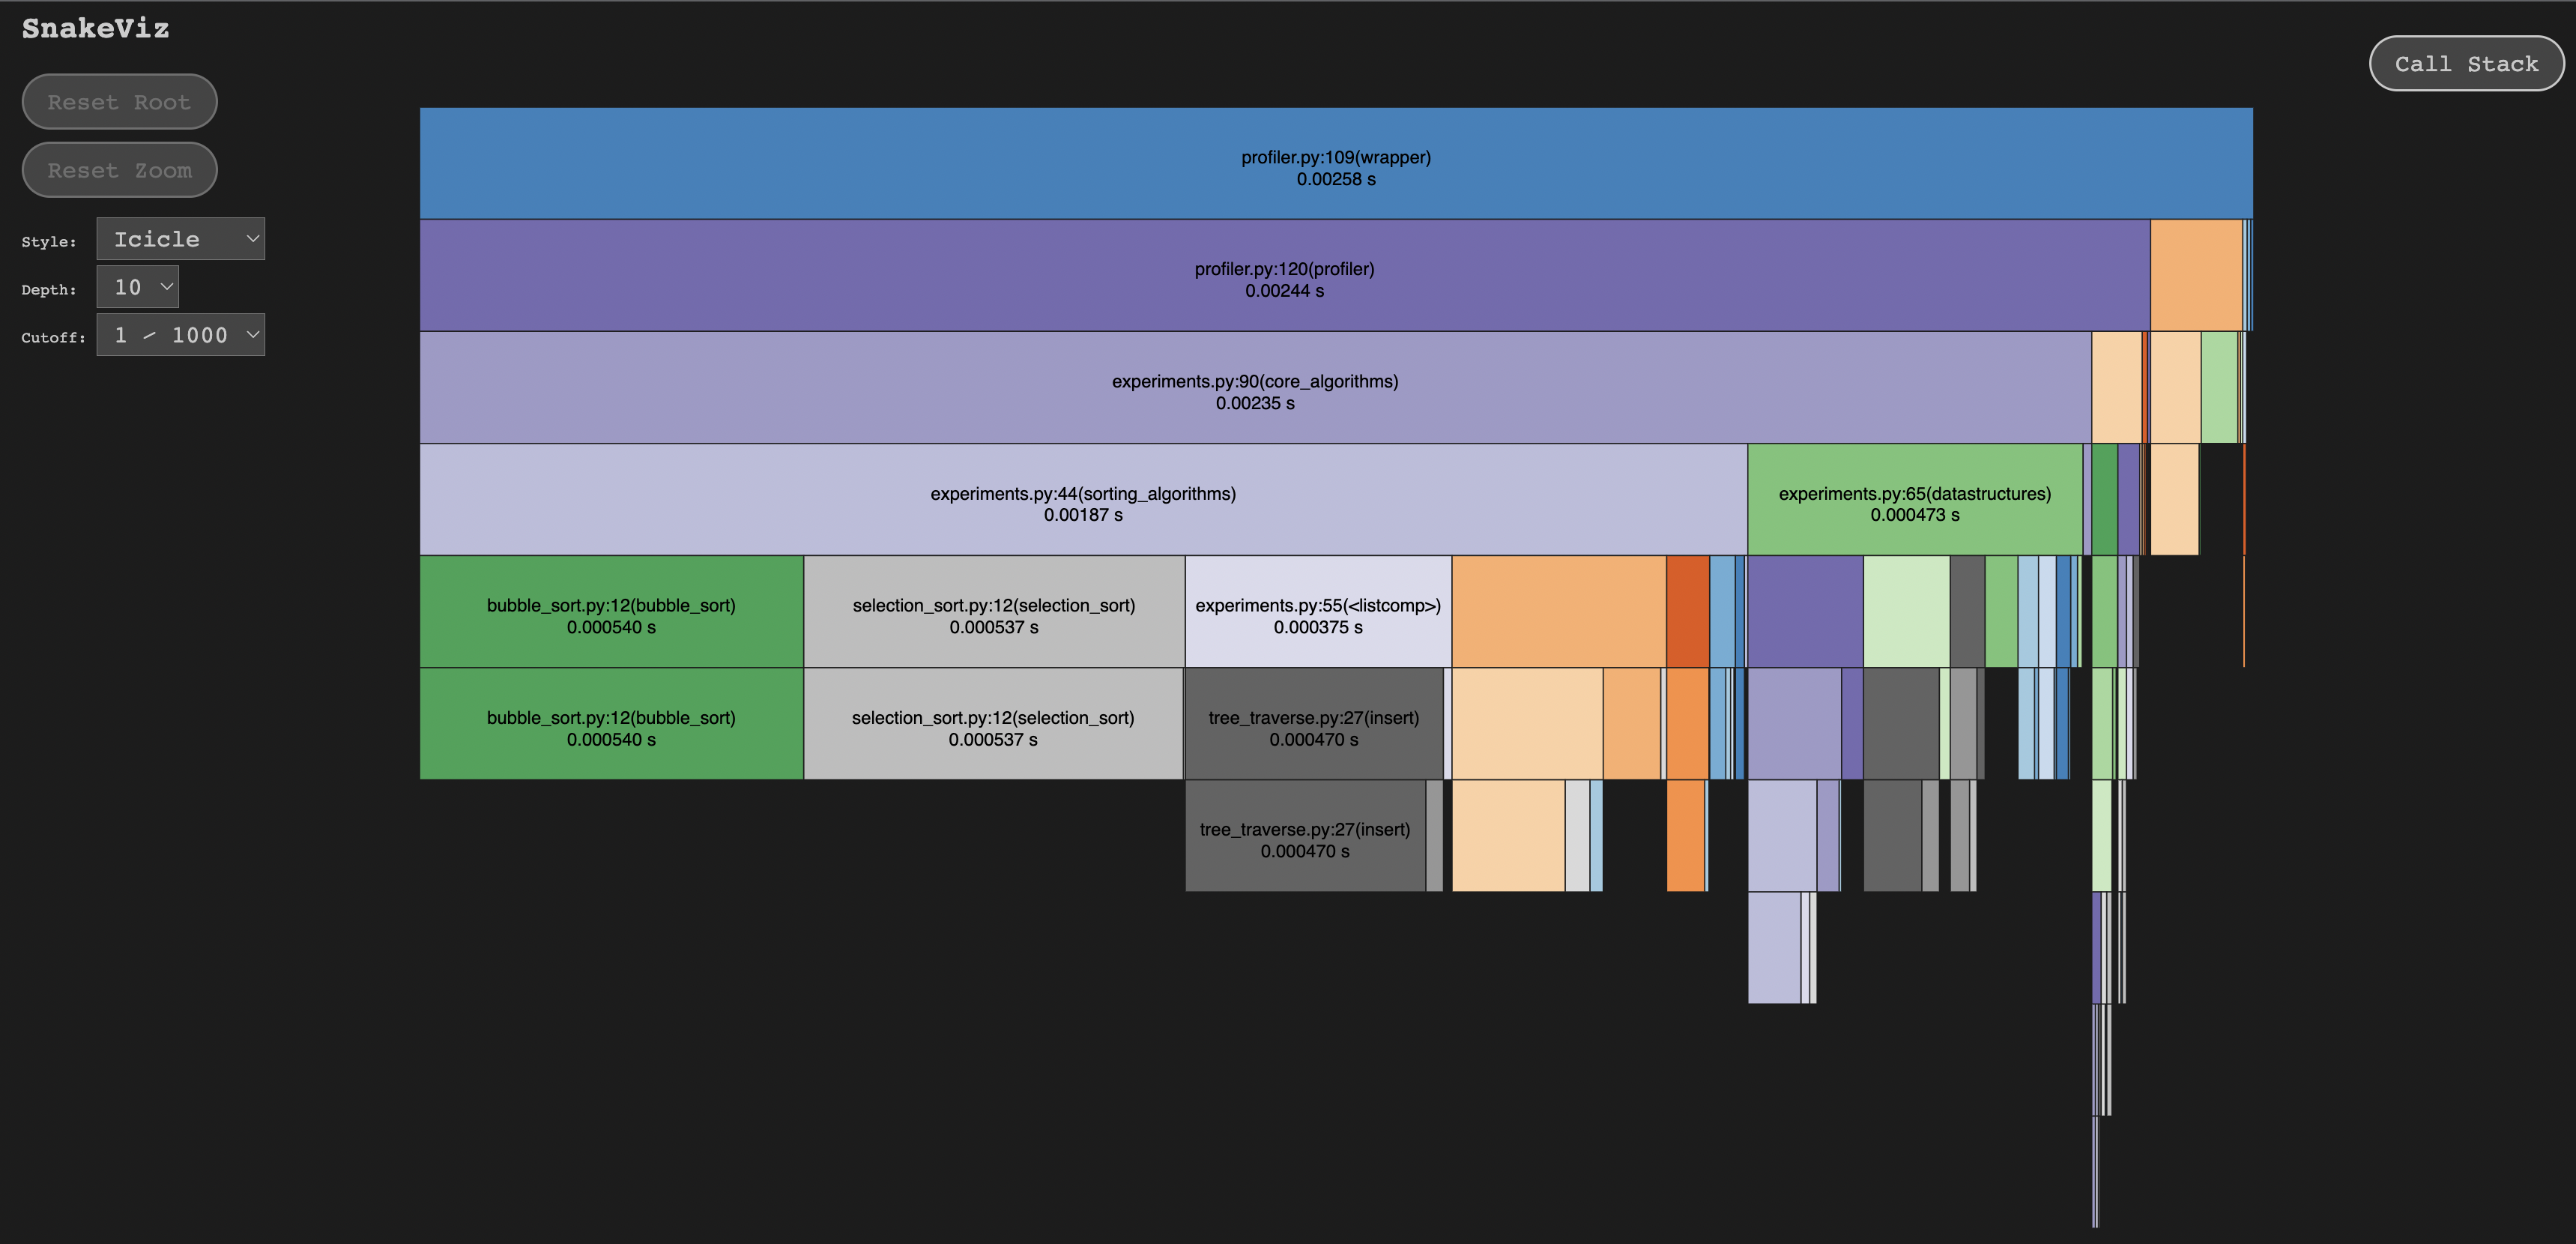 SnakeViz
Reset Root
Reset Zoom
Style: Icicle
Depth: 10
Cutoff: 1 / 1000
Call Stack
profiler.py:109(wrapper)
0.00258 s
profiler.py:120(profiler)
0.00244 s
experiments.py:90(core_algorithms)
0.00235 s
experiments.py:44(sorting_algorithms)
0.00187 s
experiments.py:65(datastructures)
0.000473 s
bubble_sort.py:12(bubble_sort)
0.000540 s
selection_sort.py:12(selection_sort)
0.000537 s
experiments.py:55(<listcomp>)
0.000375 s
bubble_sort.py:12(bubble_sort)
0.000540 s
selection_sort.py:12(selection_sort)
0.000537 s
tree_traverse.py:27(insert)
0.000470 s
tree_traverse.py:27(insert)
0.000470 s